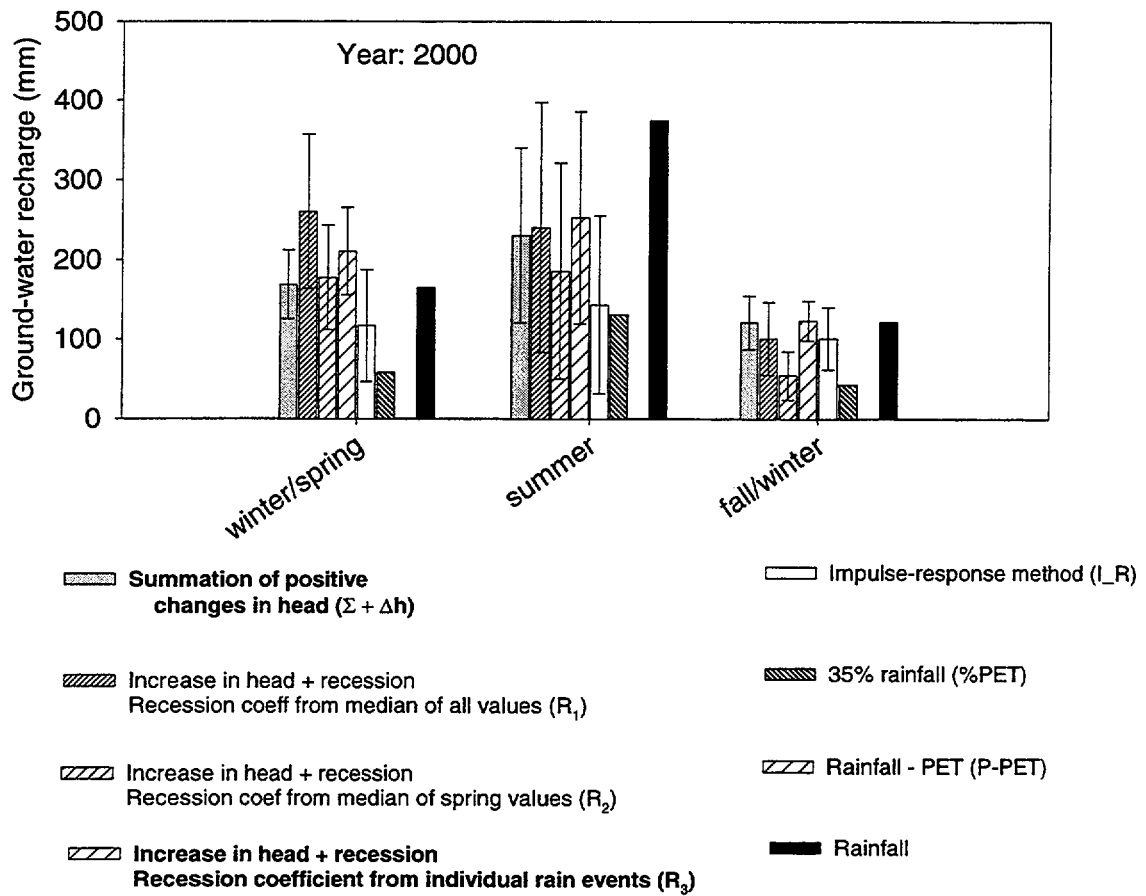 500
400
300
200
100
0
Ground-water recharge (mm)
Year: 2000
winter/spring
summer
fall/winter
Summation of positive
changes in head (Σ + Δh)
Increase in head + recession
Recession coeff from median of all values (R₁)
Increase in head + recession
Recession coef from median of spring values (R₂)
Increase in head + recession
Recession coefficient from individual rain events (R₃)
Impulse-response method (I_R)
35% rainfall (%PET)
Rainfall - PET (P-PET)
Rainfall